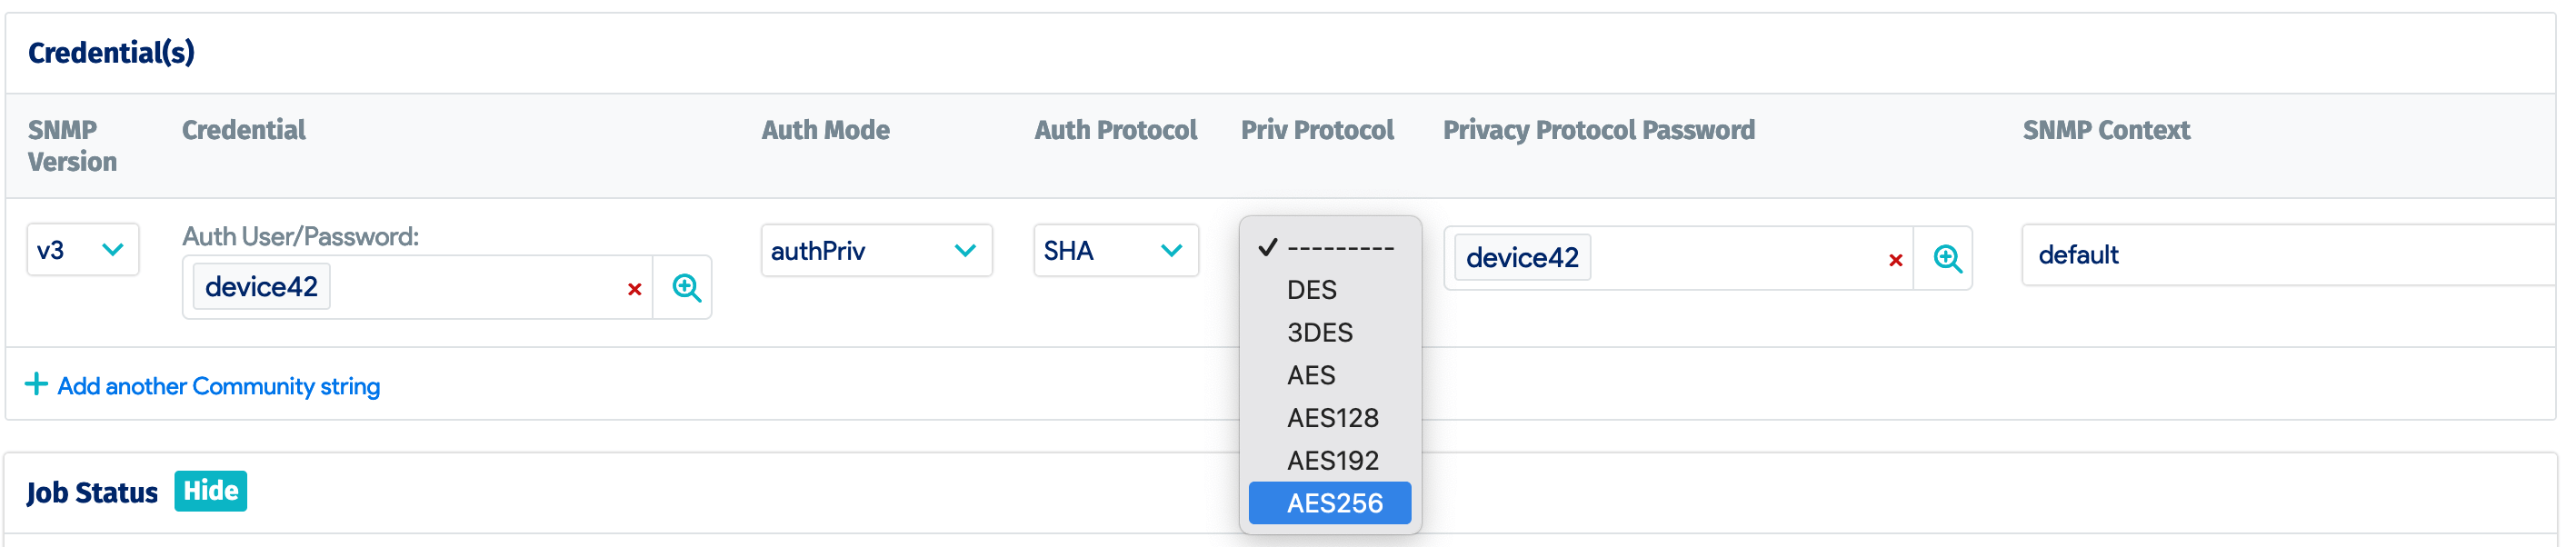 Credential(s)
SNMP Version
Credential
Auth Mode
Auth Protocol
Priv Protocol
Privacy Protocol Password
SNMP Context
v3
Auth User/Password:
device42
×
authPriv
SHA
✓ ---------
DES
3DES
AES
AES128
AES192
AES256
device42
×
default
+ Add another Community string
Job Status
Hide